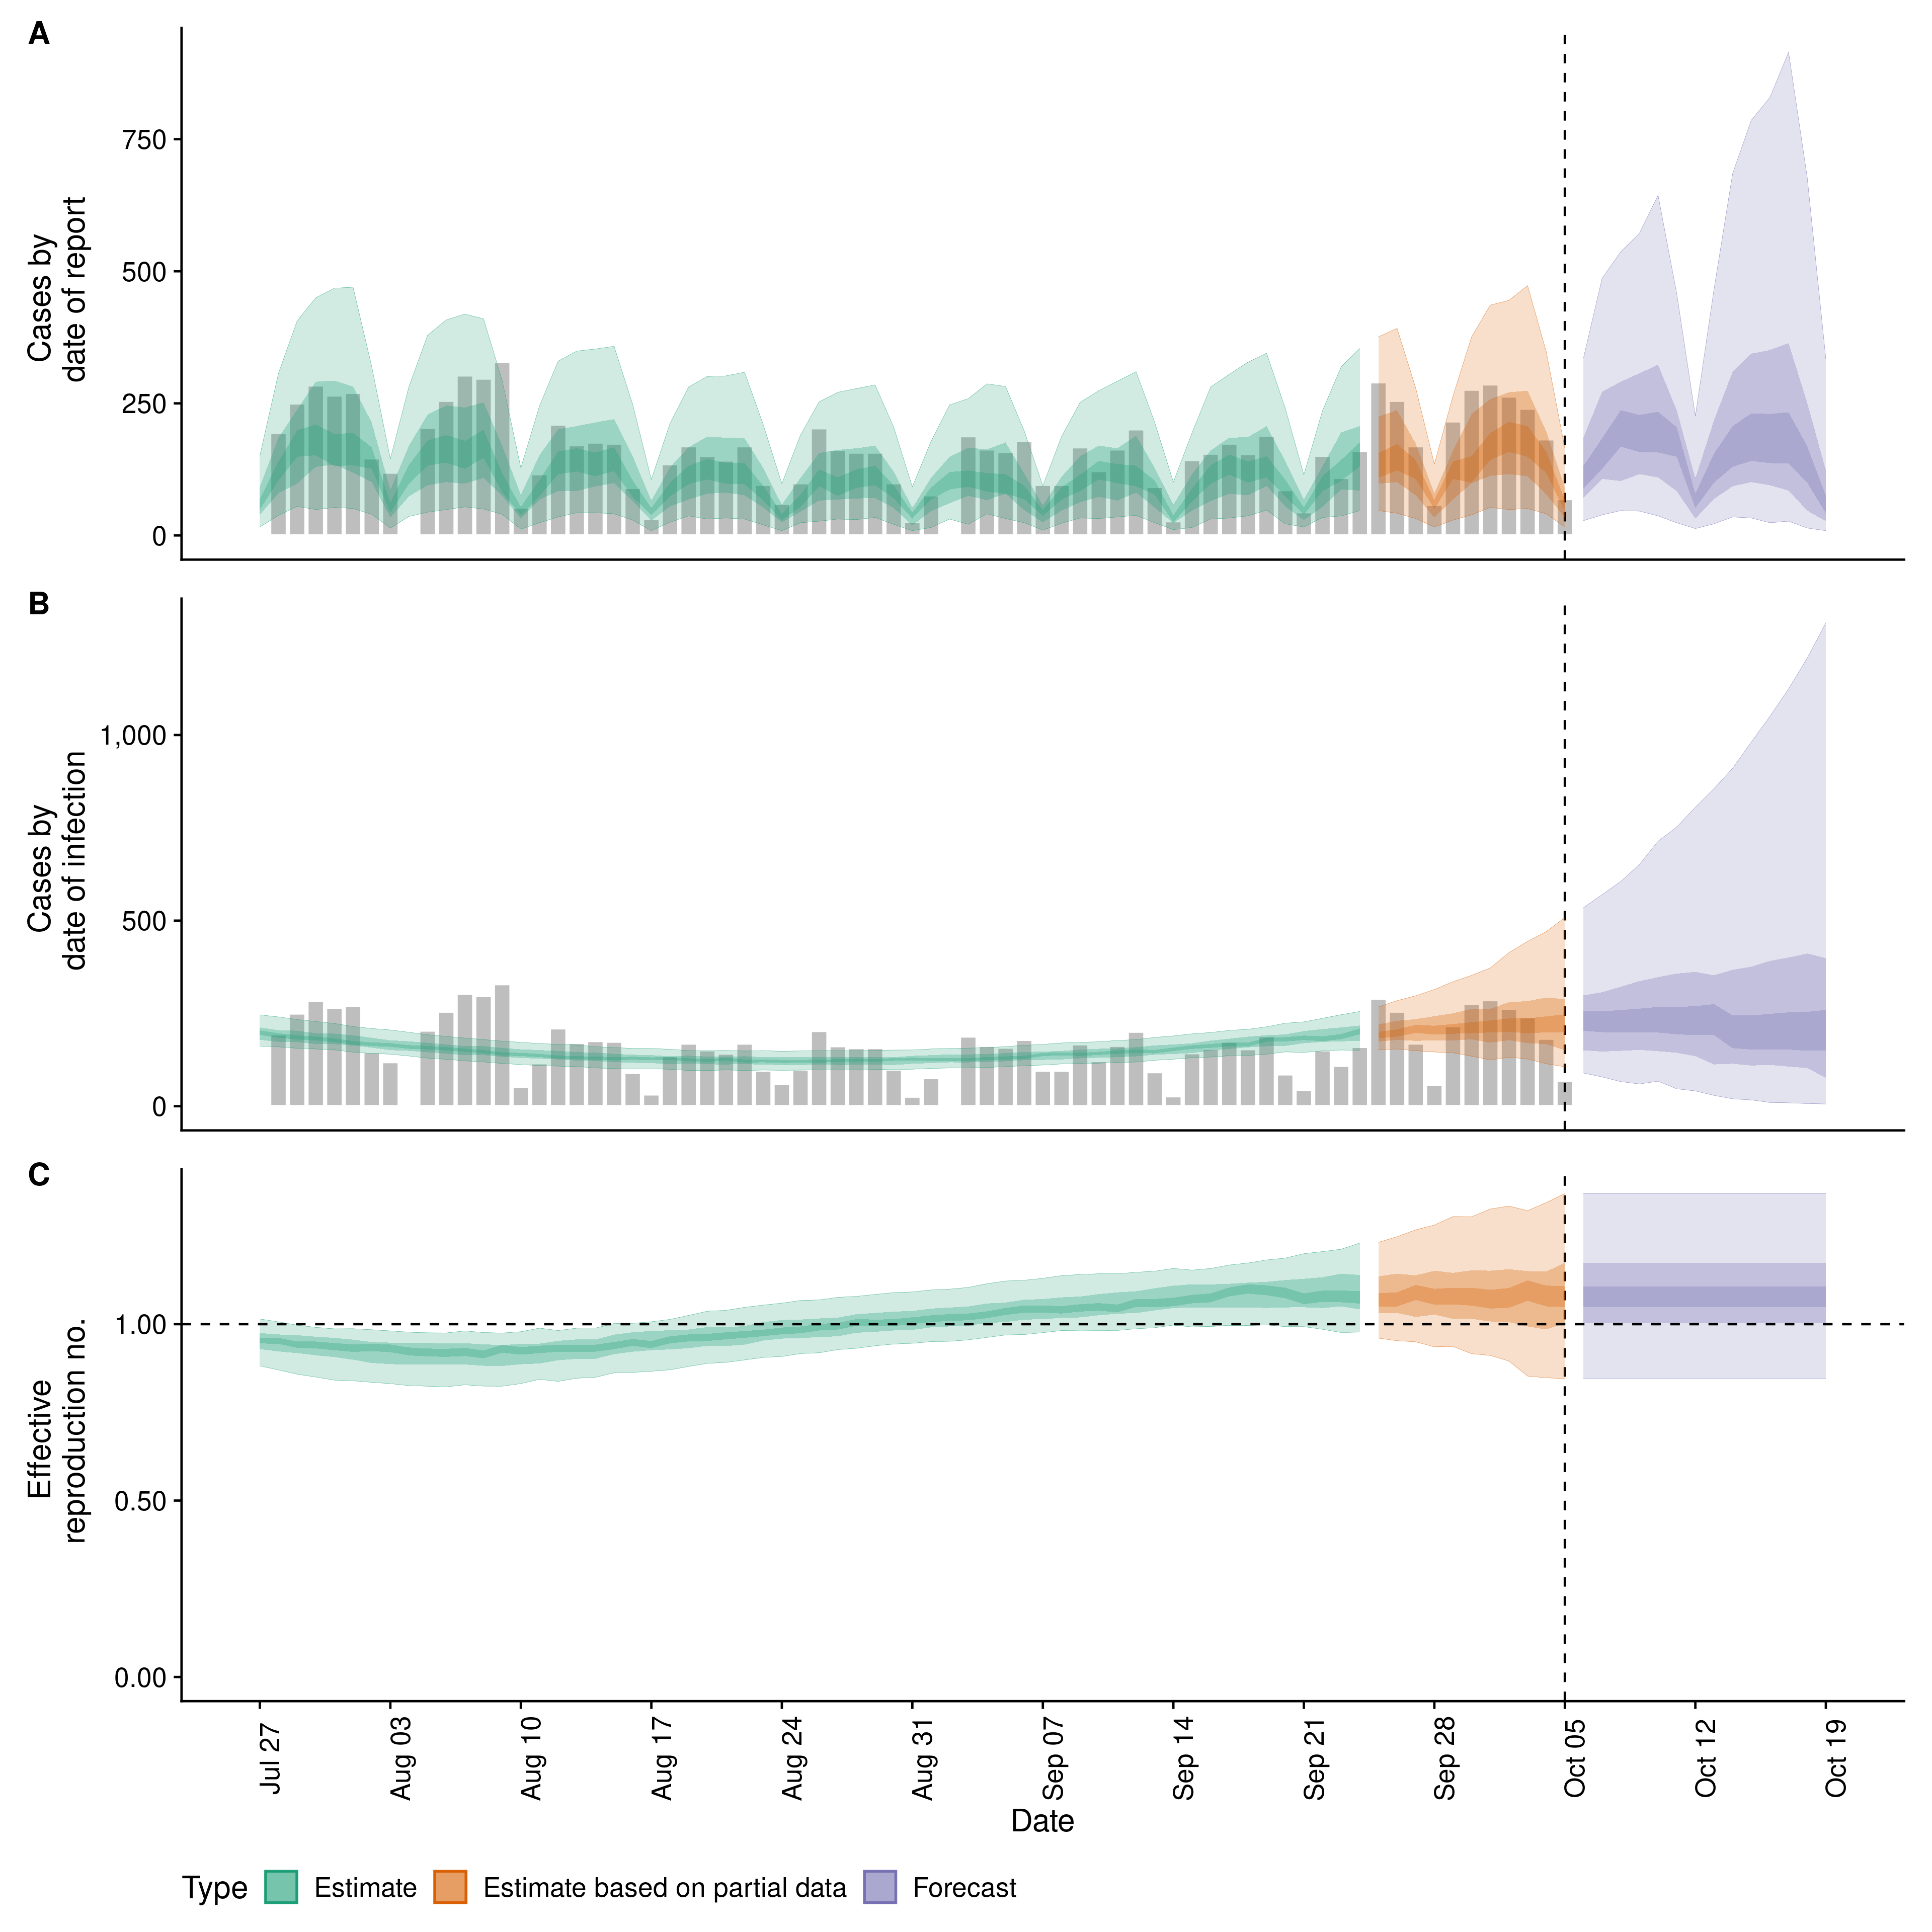 A
Cases by
date of report
750
500
250
0
B
Cases by
date of infection
1,000
500
0
C
Effective
reproduction no.
1.00
0.50
0.00
Jul 27
Aug 03
Aug 10
Aug 17
Aug 24
Aug 31
Sep 07
Sep 14
Sep 21
Sep 28
Oct 05
Oct 12
Oct 19
Date
Type Estimate Estimate based on partial data Forecast